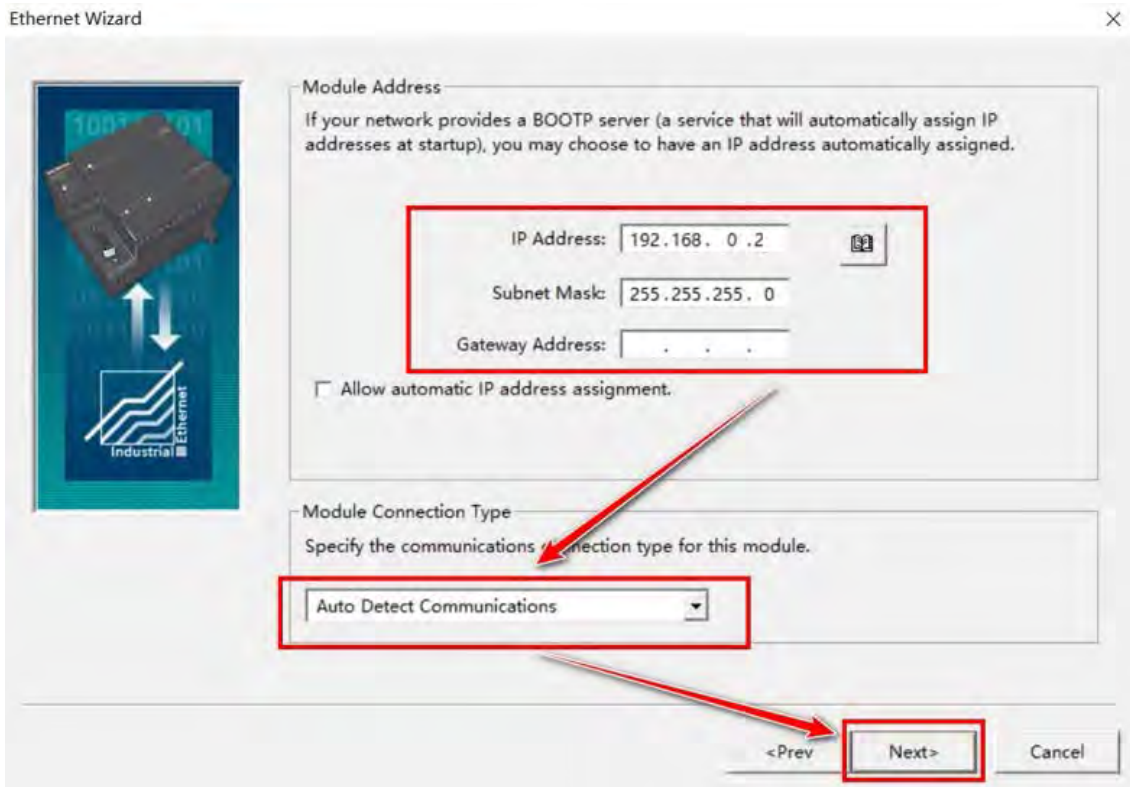 Ethernet Wizard
Module Address
If your network provides a BOOTP server (a service that will automatically assign IP
addresses at startup), you may choose to have an IP address automatically assigned.
IP Address: 192.168. 0 .2
Subnet Mask: 255.255.255. 0
Gateway Address: . . .
Allow automatic IP address assignment.
Industrial Ethernet
Module Connection Type
Specify the communications connection type for this module.
Auto Detect Communications
<Prev Next> Cancel